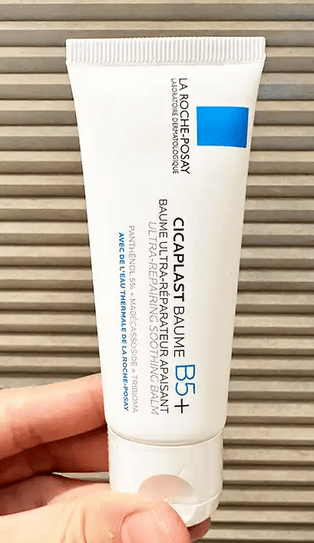 LA ROCHE-POSAY
LABORATOIRE DERMATOLOGIQUE
CICAPLAST BAUME B5+
BAUME ULTRA-RÉPARATEUR APAISANT
ULTRA-REPAIRING SOOTHING BALM
PANTHÉNOL 5% + MADÉCASSOSIDE + TRIBIOMA
AVEC DE L'EAU THERMALE DE LA ROCHE-POSAY